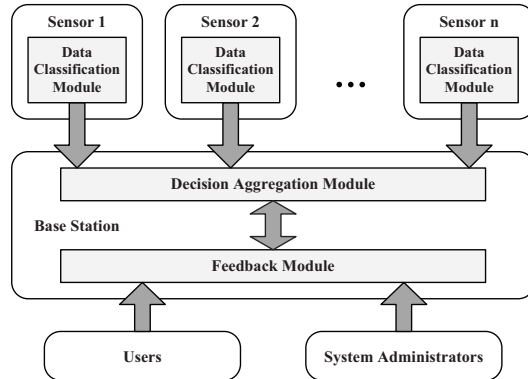 Sensor 1
Sensor 2
Sensor n
Data
Classification
Module
Data
Classification
Module
...
Data
Classification
Module
Decision Aggregation Module
Base Station
Feedback Module
Users
System Administrators